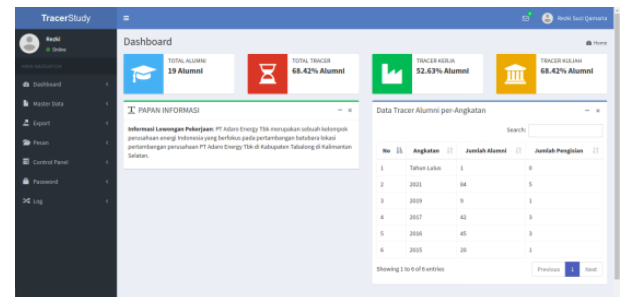 TracerStudy
Rezki Suci Qamaria
Rezki
Online
MAIN NAVIGATION
Dashboard
Master Data
Export
Pesan
Control Panel
Password
Log
Dashboard
Home
TOTAL ALUMNI
19 Alumni
TOTAL TRACER
68.42% Alumni
TRACER KERJA
52.63% Alumni
TRACER KULIAH
68.42% Alumni
PAPAN INFORMASI
Informasi Lowongan Pekerjaan: PT Adaro Energy Tbk merupakan sebuah kelompok
perusahaan energi Indonesia yang berfokus pada pertambangan batubara lokasi
pertambangan perusahaan PT Adaro Energy Tbk di Kabupaten Tabalong di Kalimantan
Selatan.
Data Tracer Alumni per-Angkatan
Search:
No Angkatan Jumlah Alumni Jumlah Pengisian
1 Tahun Lulus 1 0
2 2021 84 5
3 2019 9 1
4 2017 42 3
5 2016 45 3
6 2015 20 1
Showing 1 to 6 of 6 entries
Previous 1 Next